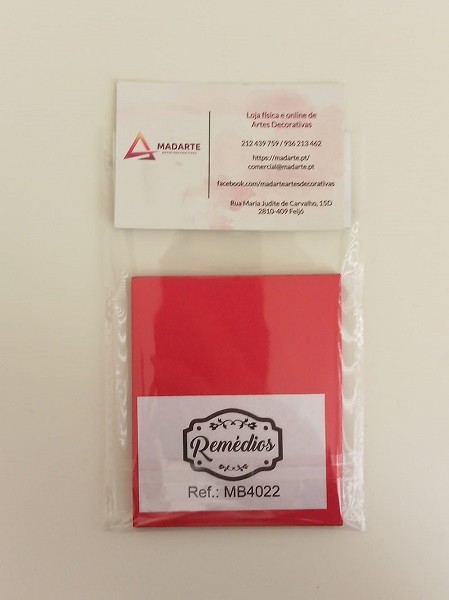 MADARTE
Loja física e online de
Artes Decorativas
212 439 759 / 936 213 462
https://madarte.pt/
comercial@madarte.pt
facebook.com/madarteartesdecorativas
Rua Maria Judite de Carvalho, 15D
2810-409 Feijó
Remédios
Ref.: MB4022